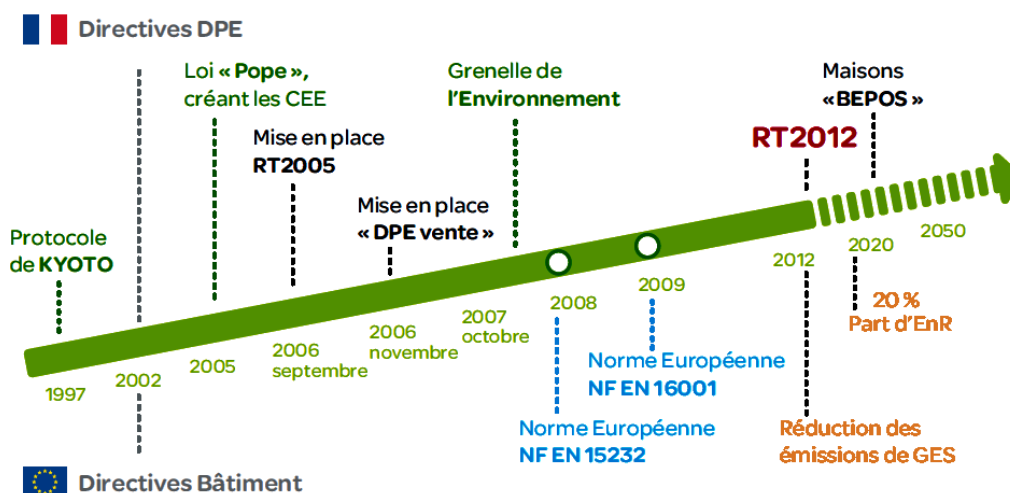 Directives DPE
Loi « Pope »,
créant les CEE
Grenelle de
l'Environnement
Maisons
« BEPOS »
Mise en place
RT2005
RT2012
Mise en place
« DPE vente »
Protocole
de KYOTO
1997
2002
2005
2006
septembre
2006
novembre
2007
octobre
2008
2009
2012
2020
2050
20 %
Part d'EnR
Norme Européenne
NF EN 16001
Norme Européenne
NF EN 15232
Réduction des
émissions de GES
Directives Bâtiment